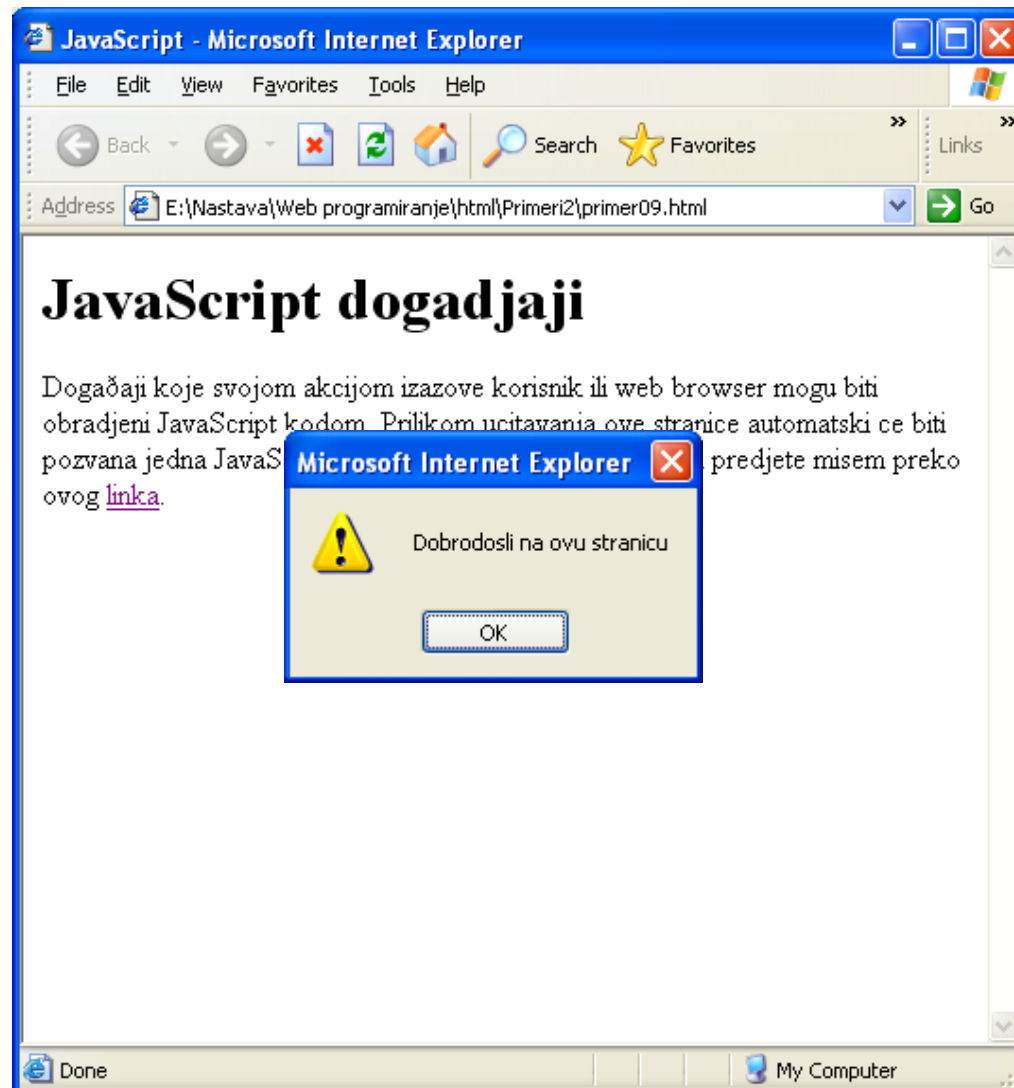 JavaScript - Microsoft Internet Explorer
File Edit View Favorites Tools Help
Back Search Favorites » Links »
Address E:\Nastava\Web programiranje\html\Primeri2\primer09.html Go
JavaScript dogadjaji
Događaji koje svojom akcijom izazove korisnik ili web browser mogu biti
obradjeni JavaScript kodom. Prilikom ucitavanja ove stranice automatski ce biti
pozvana jedna JavaS predjete misem preko
ovog linka.
Microsoft Internet Explorer
Dobrodosli na ovu stranicu
OK
Done My Computer